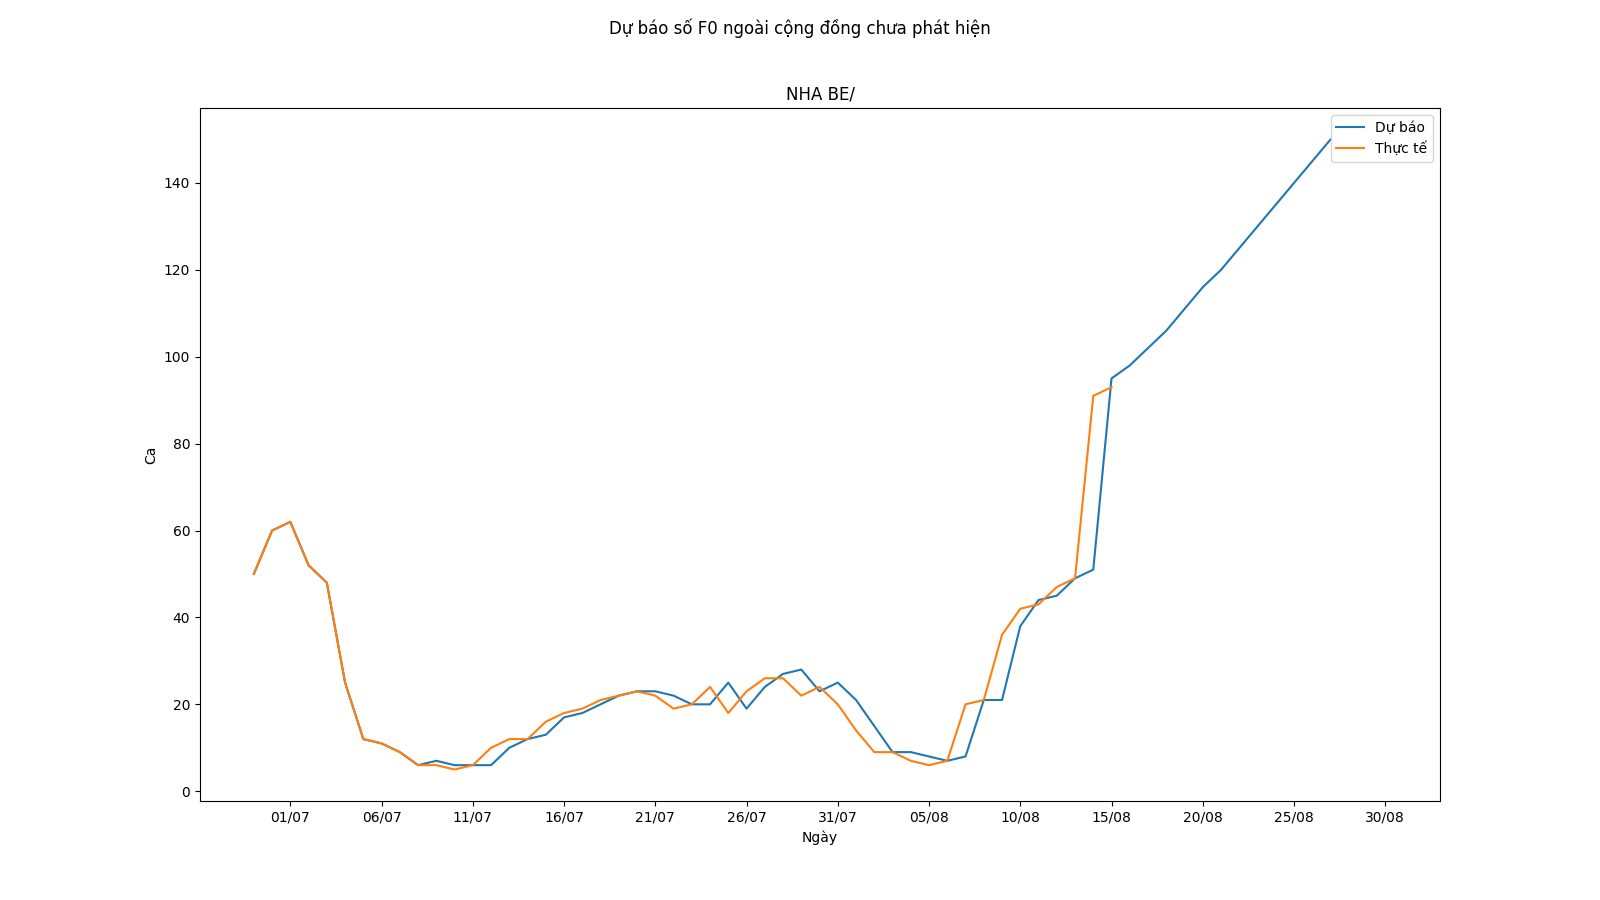 Dự báo số F0 ngoài cộng đồng chưa phát hiện
NHA BE/
Dự báo
Thực tế
140
120
100
80
60
40
20
0
Ca
01/07 06/07 11/07 16/07 21/07 26/07 31/07 05/08 10/08 15/08 20/08 25/08 30/08
Ngày